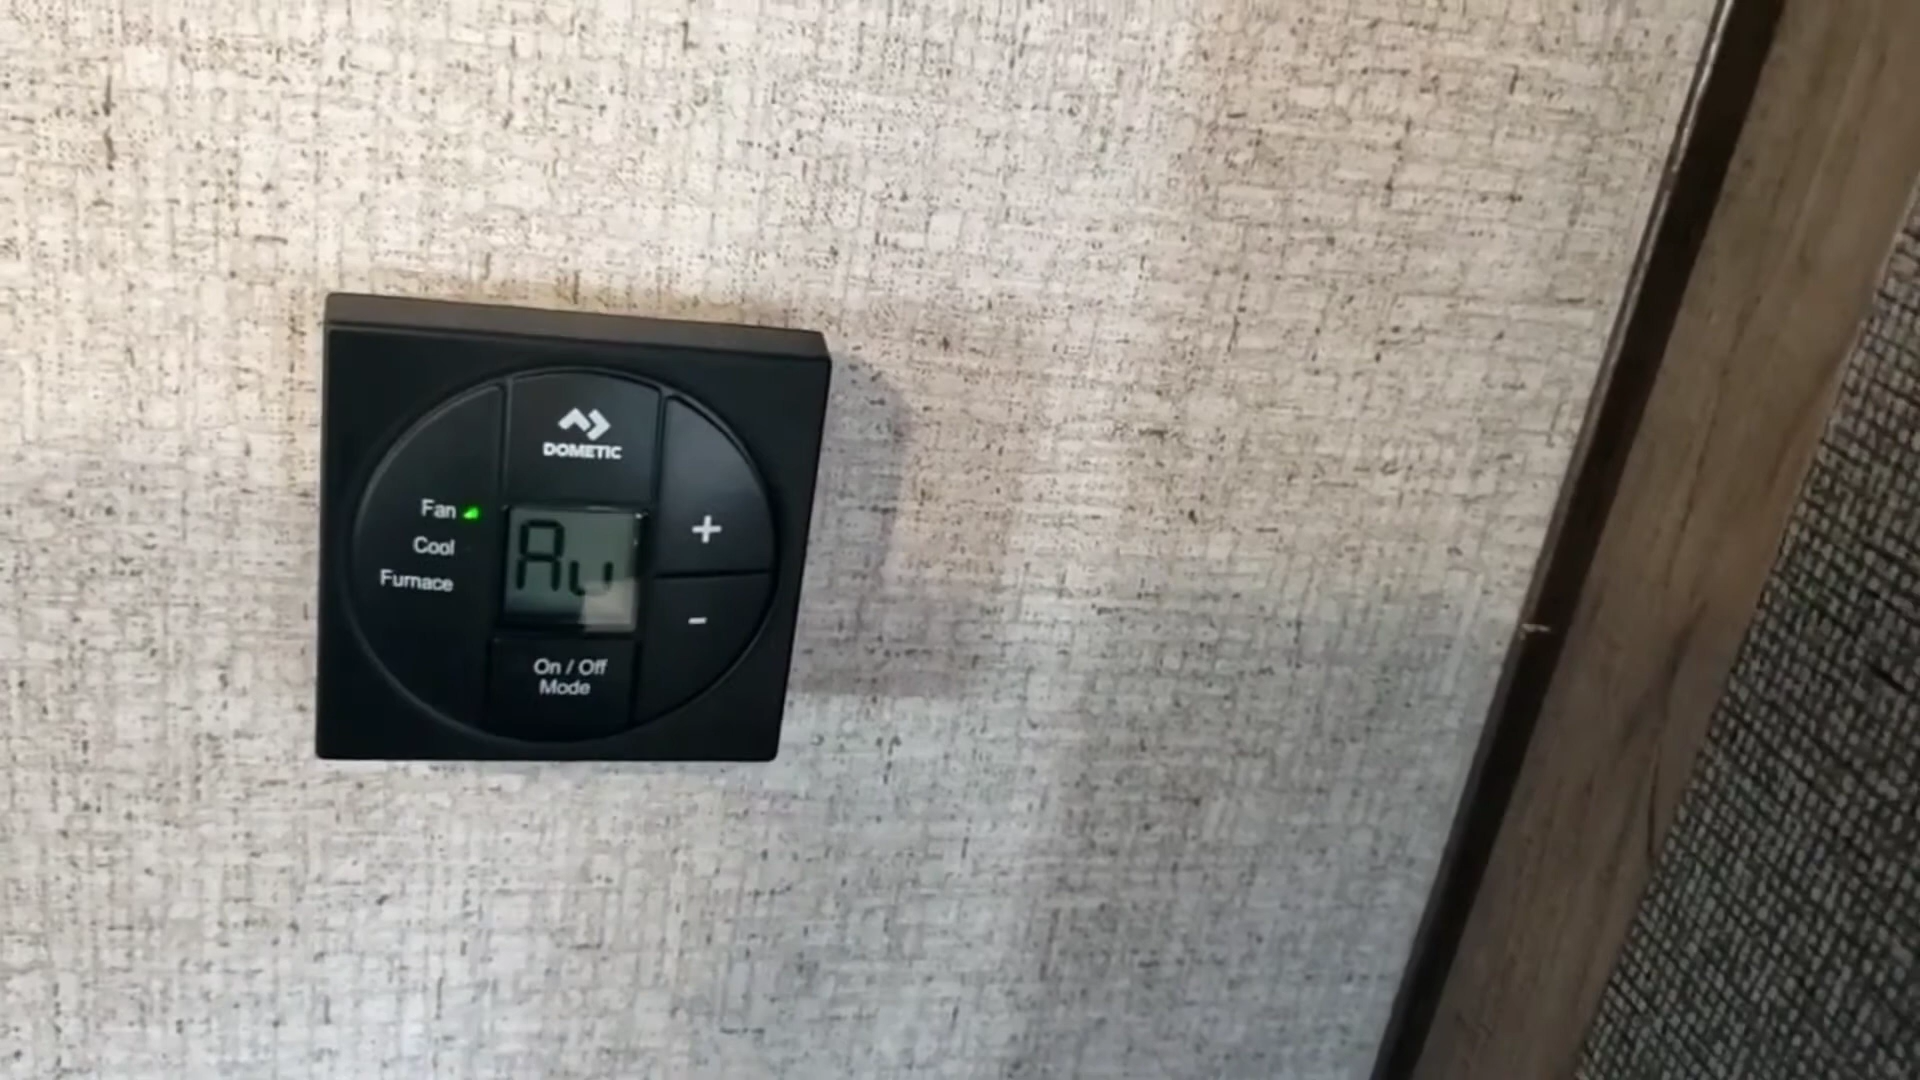 DOMETIC
Fan
Cool
Furnace
Au
+
-
On / Off
Mode